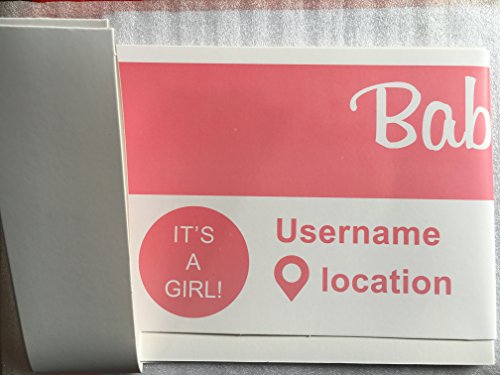 Bab
IT'S
A
GIRL!
Username
location